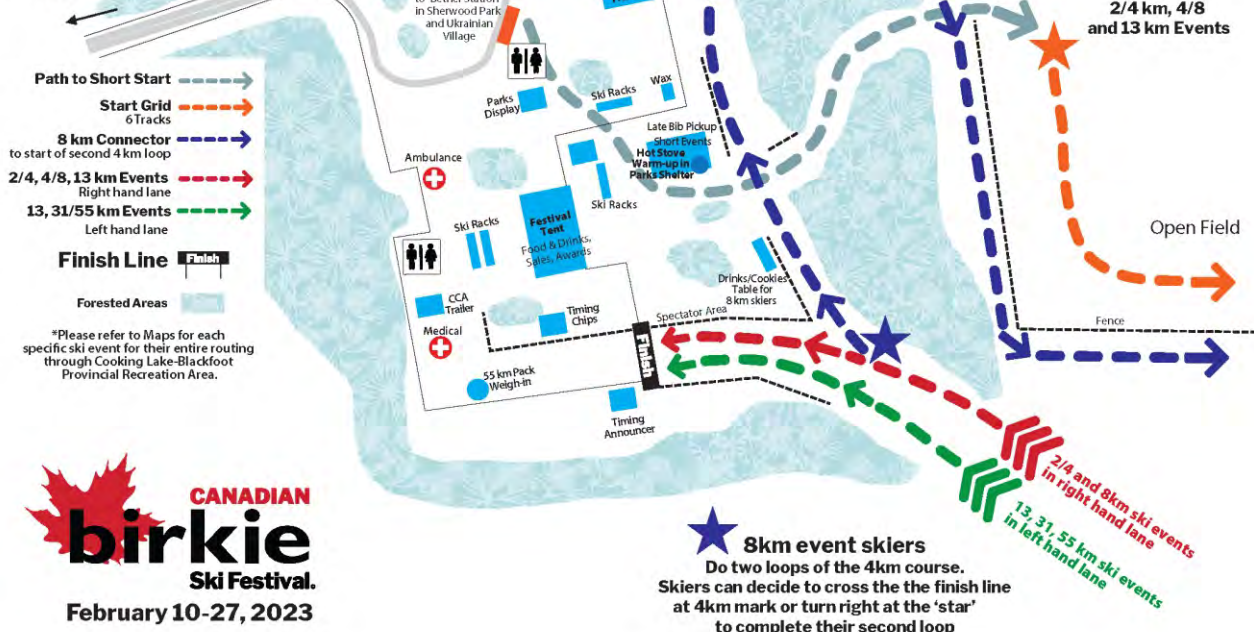 to Bethel Station
in Sherwood Park
and Ukrainian
Village
2/4 km, 4/8
and 13 km Events
Path to Short Start
Start Grid
6 Tracks
8 km Connector
to start of second 4 km loop
2/4, 4/8, 13 km Events
Right hand lane
13, 31/55 km Events
Left hand lane
Finish Line
Finish
Forested Areas
*Please refer to Maps for each
specific ski event for their entire routing
through Cooking Lake-Blackfoot
Provincial Recreation Area.
Parks
Display
Ski Racks
Wax
Late Bib Pickup
Short Events
Hot Stove
Warm-up in
Parks Shelter
Ambulance
Ski Racks
Ski Racks
Festival
Tent
Food & Drinks,
Sales, Awards
Open Field
Drinks/Cookies
Table for
8 km skiers
CCA
Trailer
Timing
Chips
Spectator Area
Fence
Medical
Finish
55 km Pack
Weigh-in
Timing
Announcer
2/4 and 8km ski events
in right hand lane
13, 31, 55 km ski events
in left hand lane
CANADIAN
birkie
Ski Festival.
February 10-27, 2023
8km event skiers
Do two loops of the 4km course.
Skiers can decide to cross the the finish line
at 4km mark or turn right at the ‘star’
to complete their second loop